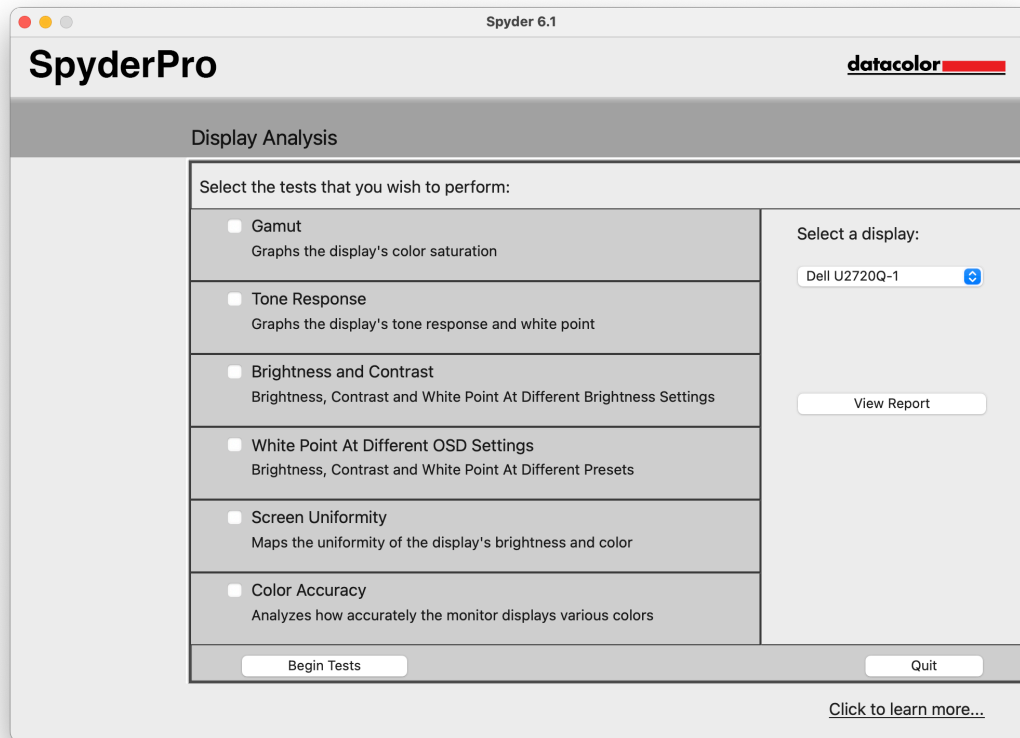 Spyder 6.1
SpyderPro
datacolor
Display Analysis
Select the tests that you wish to perform:
Gamut
Graphs the display's color saturation
Tone Response
Graphs the display's tone response and white point
Brightness and Contrast
Brightness, Contrast and White Point At Different Brightness Settings
White Point At Different OSD Settings
Brightness, Contrast and White Point At Different Presets
Screen Uniformity
Maps the uniformity of the display's brightness and color
Color Accuracy
Analyzes how accurately the monitor displays various colors
Select a display:
Dell U2720Q-1
View Report
Begin Tests
Quit
Click to learn more...